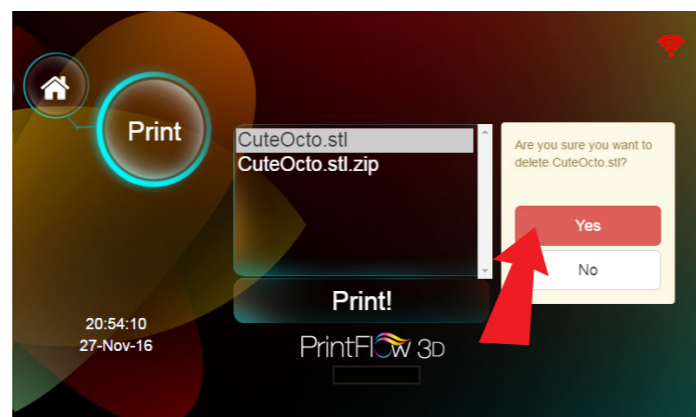 Print
CuteOcto.stl
CuteOcto.stl.zip
Are you sure you want to
delete CuteOcto.stl?
Yes
No
Print!
20:54:10
27-Nov-16
PrintFlow 3D